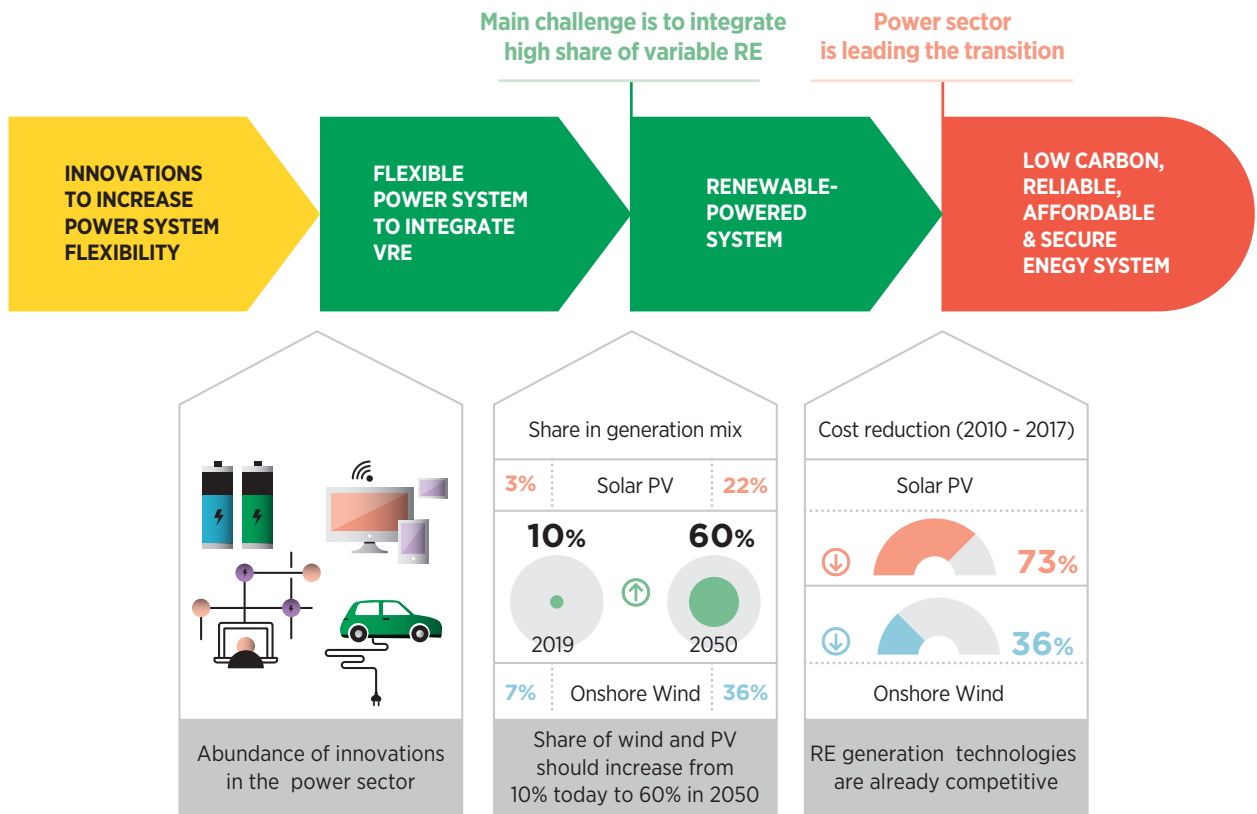 Main challenge is to integrate
high share of variable RE
Power sector
is leading the transition
INNOVATIONS
TO INCREASE
POWER SYSTEM
FLEXIBILITY
FLEXIBLE
POWER SYSTEM
TO INTEGRATE
VRE
RENEWABLE-
POWERED
SYSTEM
LOW CARBON,
RELIABLE,
AFFORDABLE
& SECURE
ENEGY SYSTEM
Abundance of innovations
in the power sector
Share in generation mix
3% Solar PV 22%
10% 60%
2019 2050
7% Onshore Wind 36%
Share of wind and PV
should increase from
10% today to 60% in 2050
Cost reduction (2010 - 2017)
Solar PV
73%
36%
Onshore Wind
RE generation technologies
are already competitive